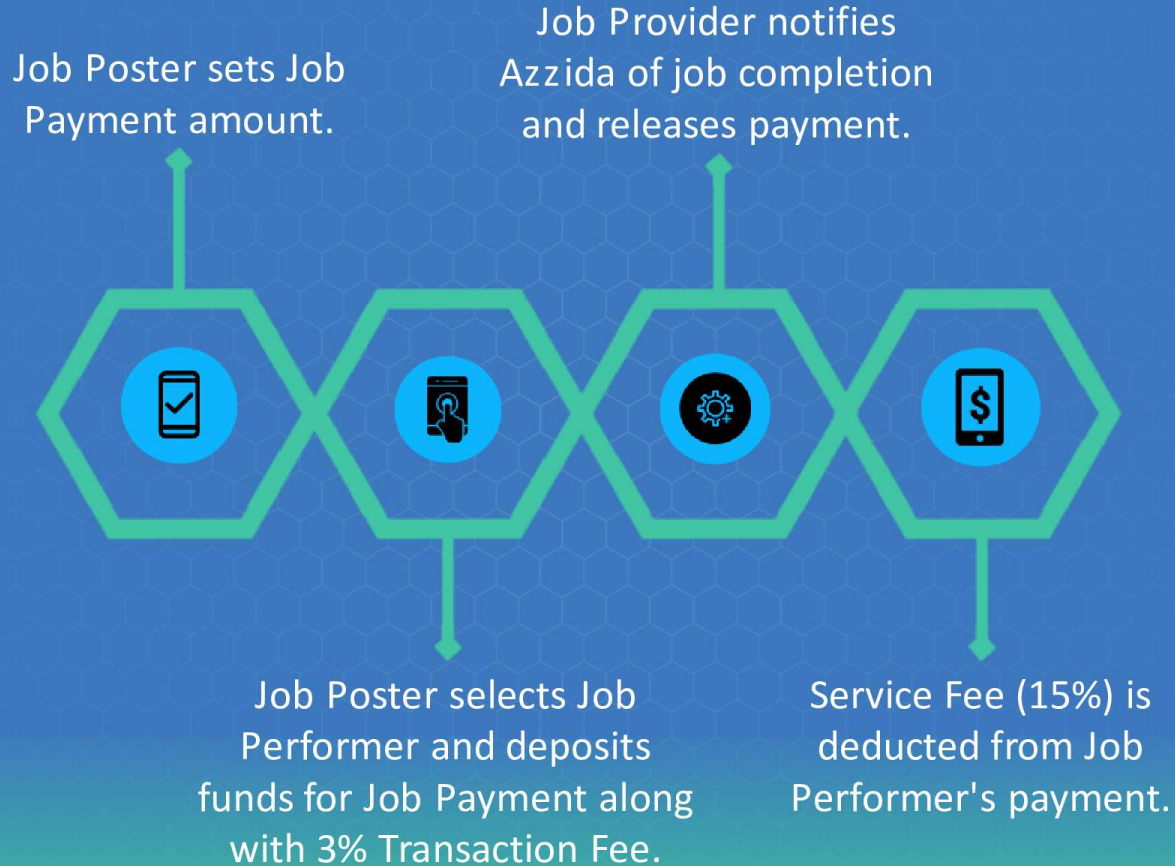 Job Poster sets Job
Payment amount.
Job Poster selects Job
Performer and deposits
funds for Job Payment along
with 3% Transaction Fee.
Job Provider notifies
Azzida of job completion
and releases payment.
$
Service Fee (15%) is
deducted from Job
Performer's payment.